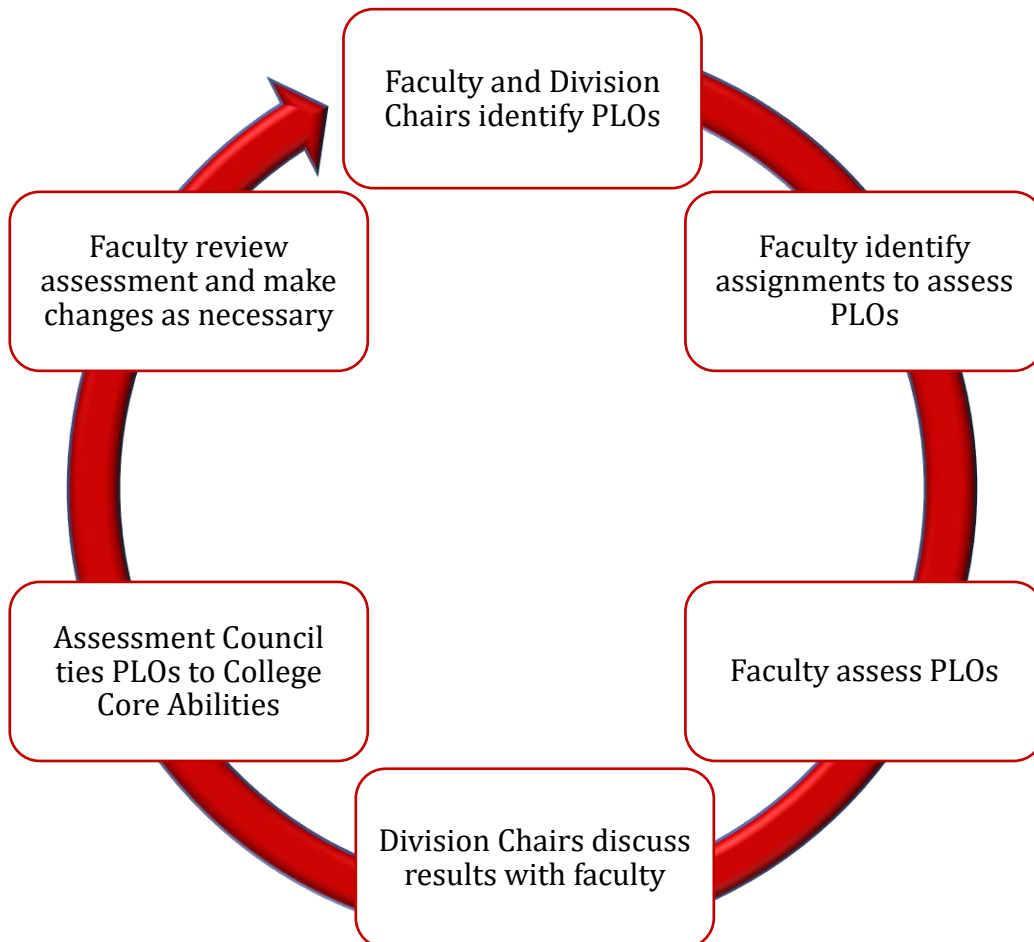 Faculty and Division
Chairs identify PLOs
Faculty identify
assignments to assess
PLOs
Faculty assess PLOs
Division Chairs discuss
results with faculty
Assessment Council
ties PLOs to College
Core Abilities
Faculty review
assessment and make
changes as necessary